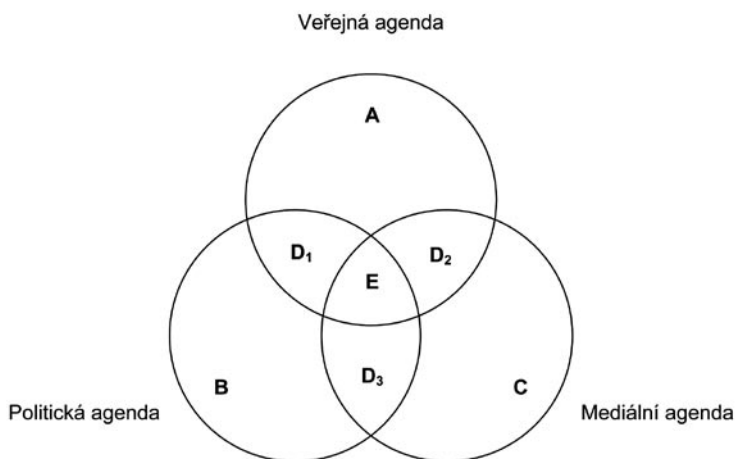 Veřejná agenda
A
D₁
D₂
E
D₃
B
C
Politická agenda
Mediální agenda